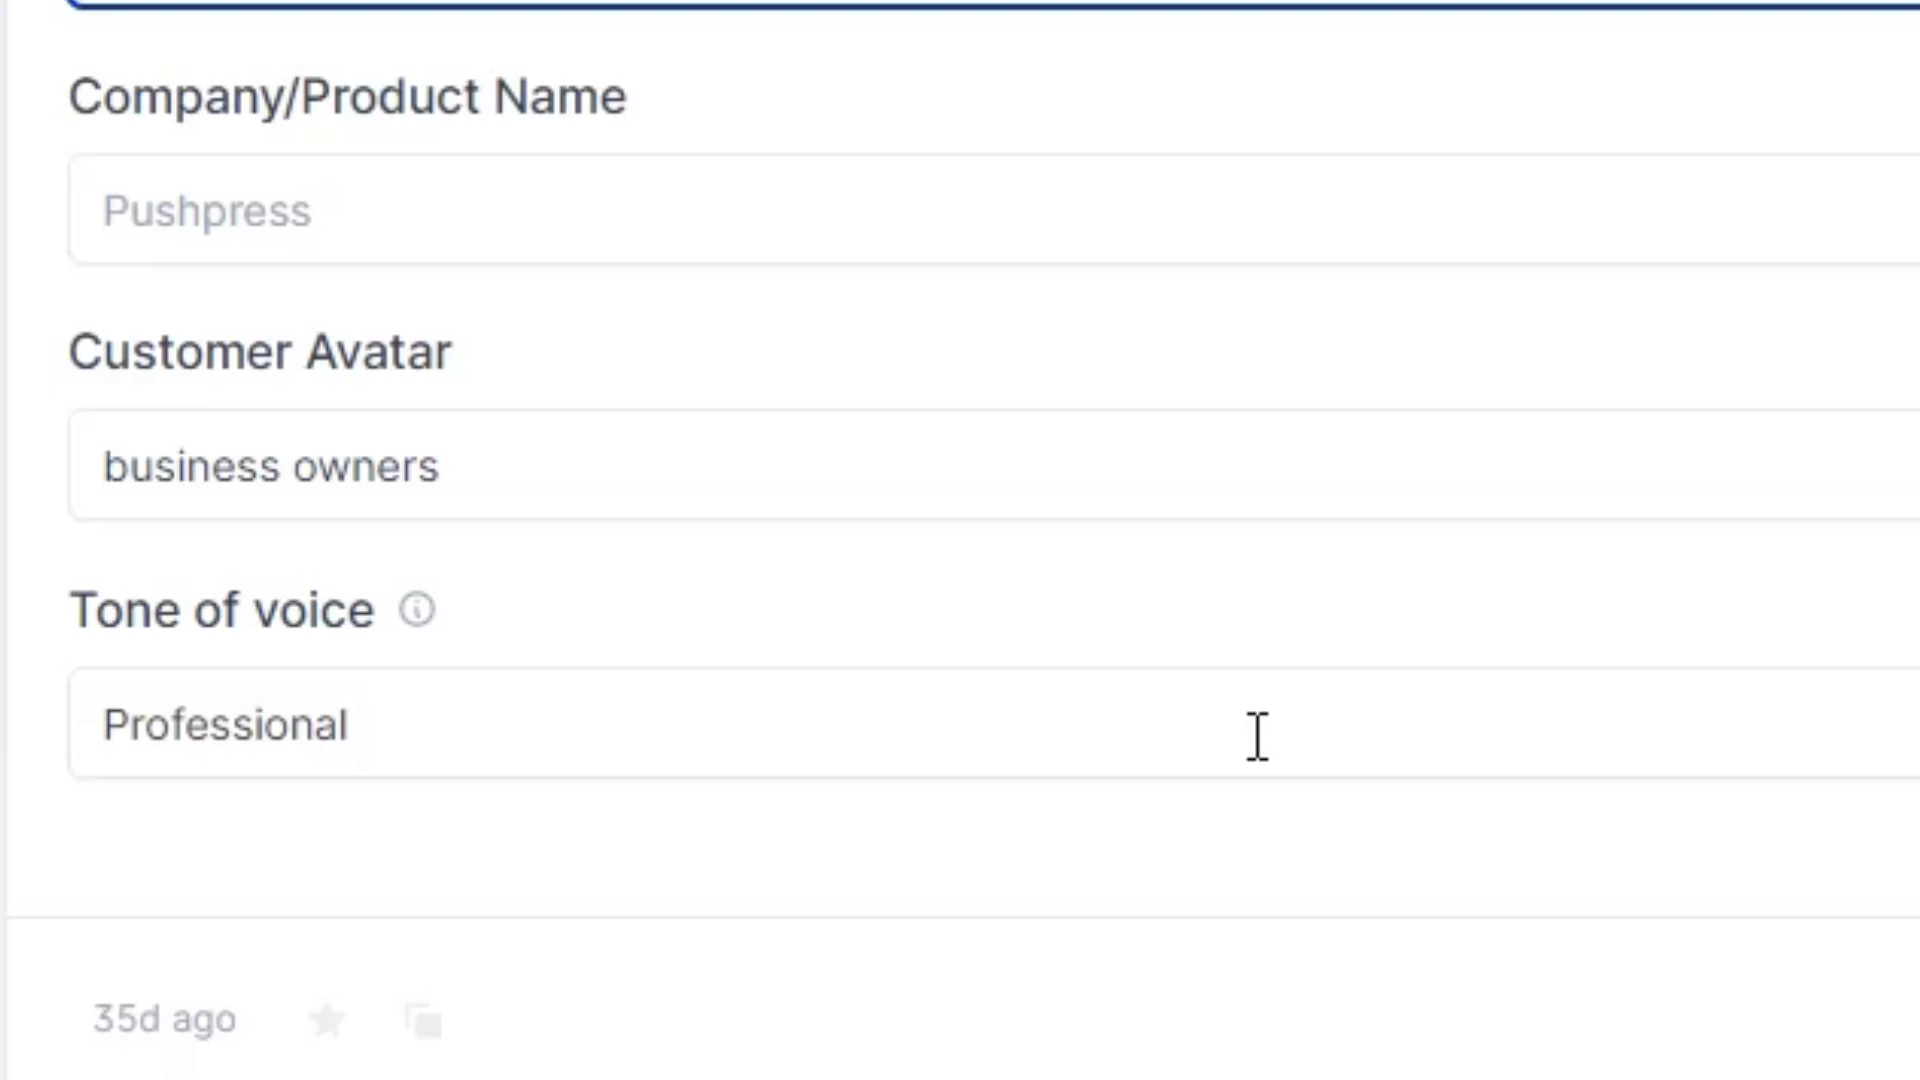 Company/Product Name
Pushpress
Customer Avatar
business owners
Tone of voice
Professional
35d ago